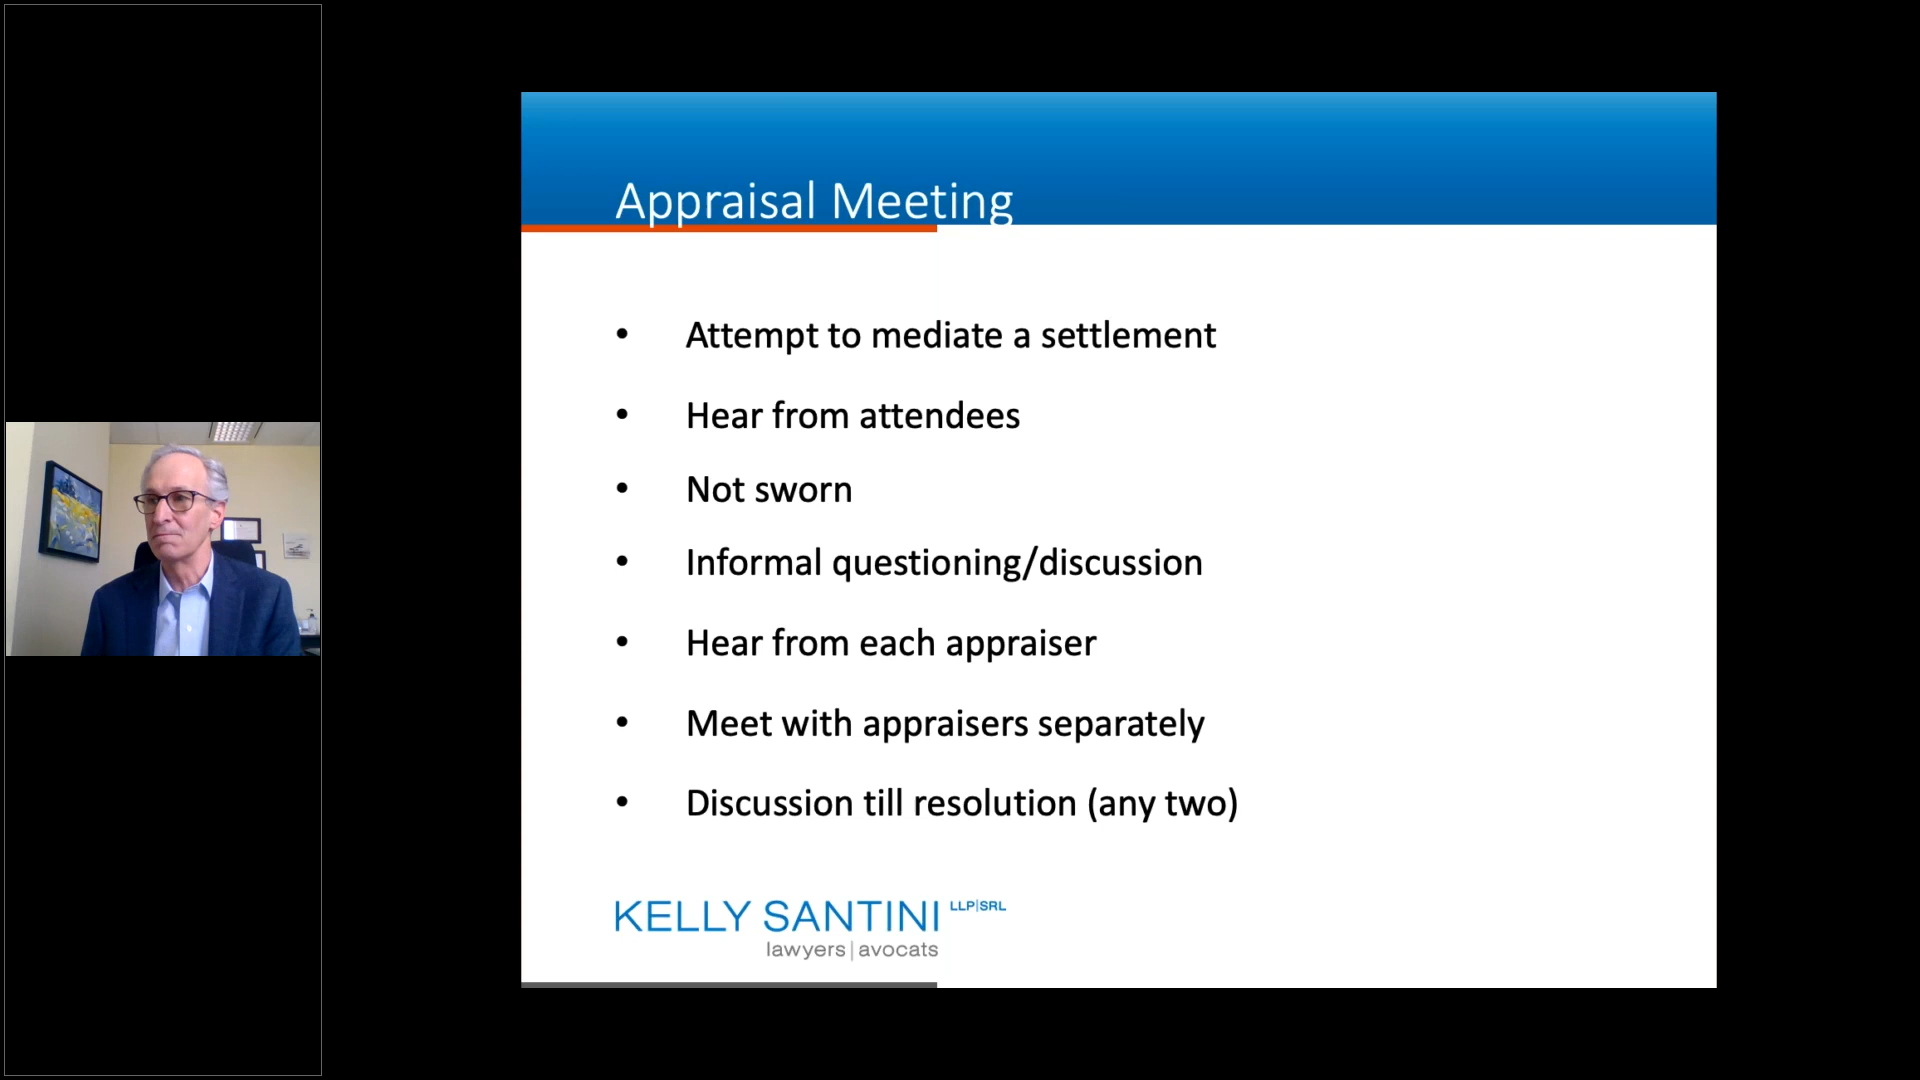 Appraisal Meeting
• Attempt to mediate a settlement
• Hear from attendees
• Not sworn
• Informal questioning/discussion
• Hear from each appraiser
• Meet with appraisers separately
• Discussion till resolution (any two)
KELLY SANTINI LLP|SRL
lawyers|avocats